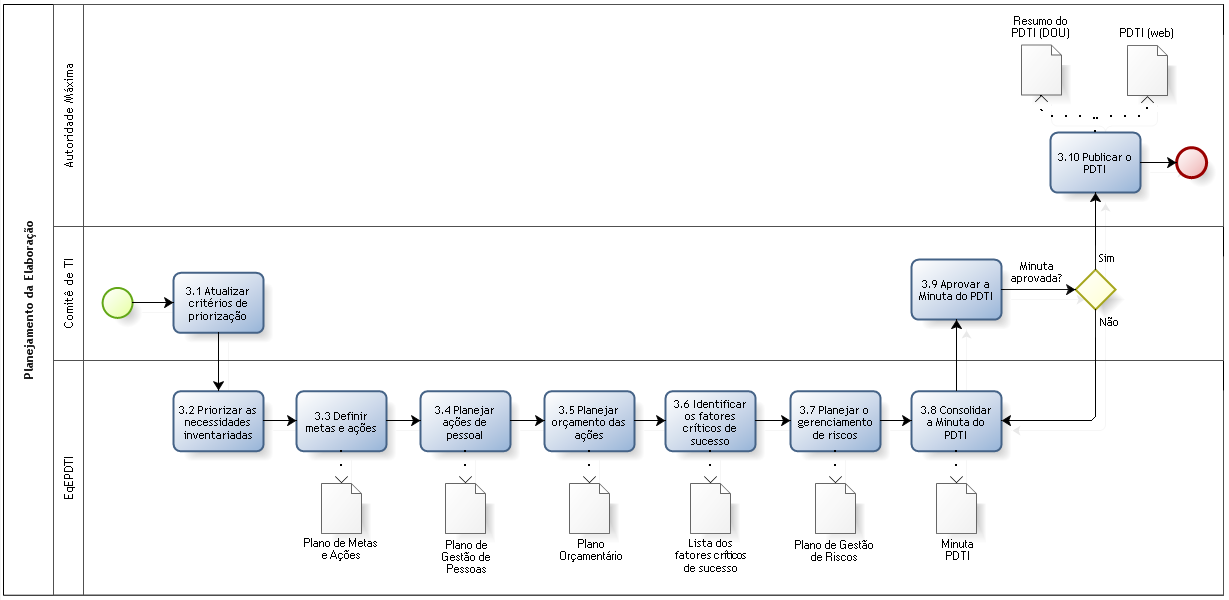 Planejamento da Elaboração
Autoridade Máxima
Resumo do
PDTI (DOU)
PDTI (web)
3.10 Publicar o
PDTI
Comitê de TI
3.1 Atualizar
critérios de
priorização
3.9 Aprovar a
Minuta do PDTI
Minuta
aprovada?
Sim
Não
EqEPDTI
3.2 Priorizar as
necessidades
inventariadas
3.3 Definir
metas e ações
3.4 Planejar
ações de
pessoal
3.5 Planejar
orçamento das
ações
3.6 Identificar
os fatores
críticos de
sucesso
3.7 Planejar o
gerenciamento
de riscos
3.8 Consolidar
a Minuta do
PDTI
Plano de Metas
e Ações
Plano de
Gestão de
Pessoas
Plano
Orçamentário
Lista dos
fatores críticos
de sucesso
Plano de Gestão
de Riscos
Minuta
PDTI